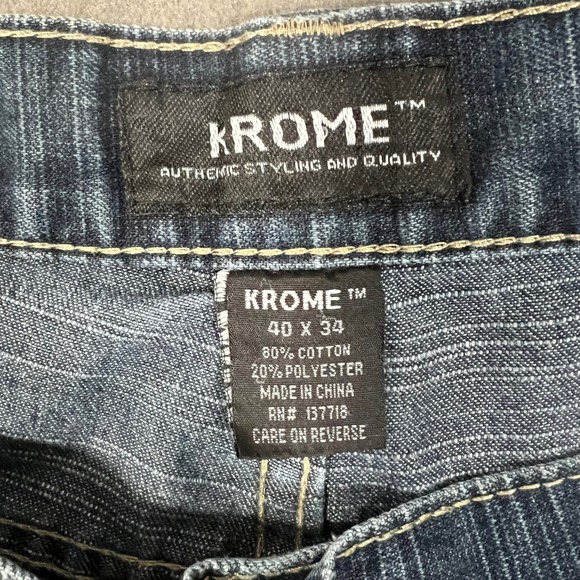 kROME™
AUTHENTIC STYLING AND QUALITY
KROME™
40 X 34
80% COTTON
20% POLYESTER
MADE IN CHINA
RN# 137718
CARE ON REVERSE